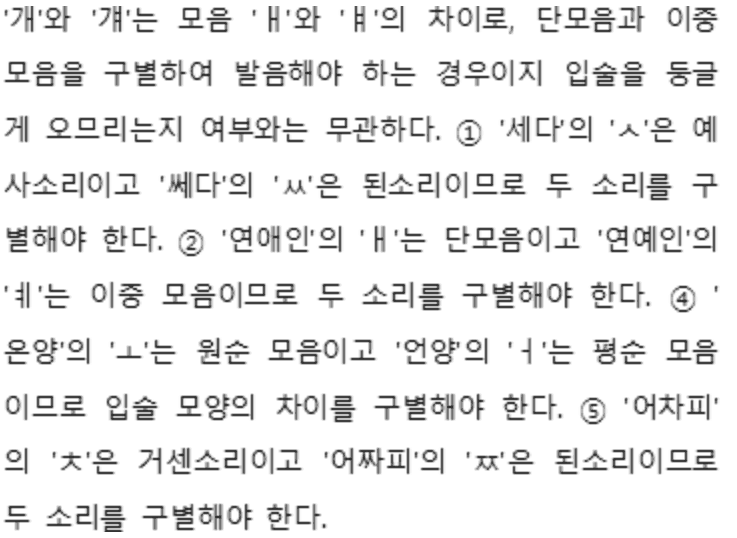 '개'와 '걔'는 모음 'ㅐ'와 'ㅒ'의 차이로, 단모음과 이중
모음을 구별하여 발음해야 하는 경우이지 입술을 둥글
게 오므리는지 여부와는 무관하다. ① '세다'의 'ㅅ'은 예
사소리이고 '쎄다'의 'ㅆ'은 된소리이므로 두 소리를 구
별해야 한다. ② '연애인'의 'ㅐ'는 단모음이고 '연예인'의
'ㅖ'는 이중 모음이므로 두 소리를 구별해야 한다. ④ '
온양'의 'ㅗ'는 원순 모음이고 '언양'의 'ㅓ'는 평순 모음
이므로 입술 모양의 차이를 구별해야 한다. ⑤ '어차피'
의 'ㅊ'은 거센소리이고 '어짜피'의 'ㅉ'은 된소리이므로
두 소리를 구별해야 한다.